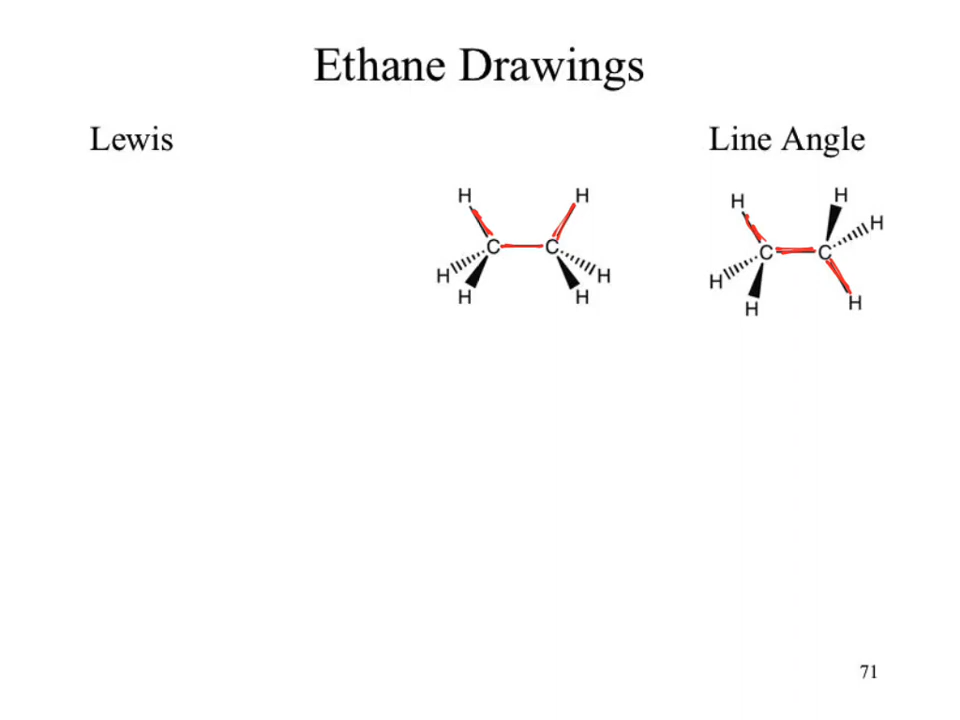 Ethane Drawings
Lewis Line Angle
H H H H
H
C C C C
H H H
H H H H
71